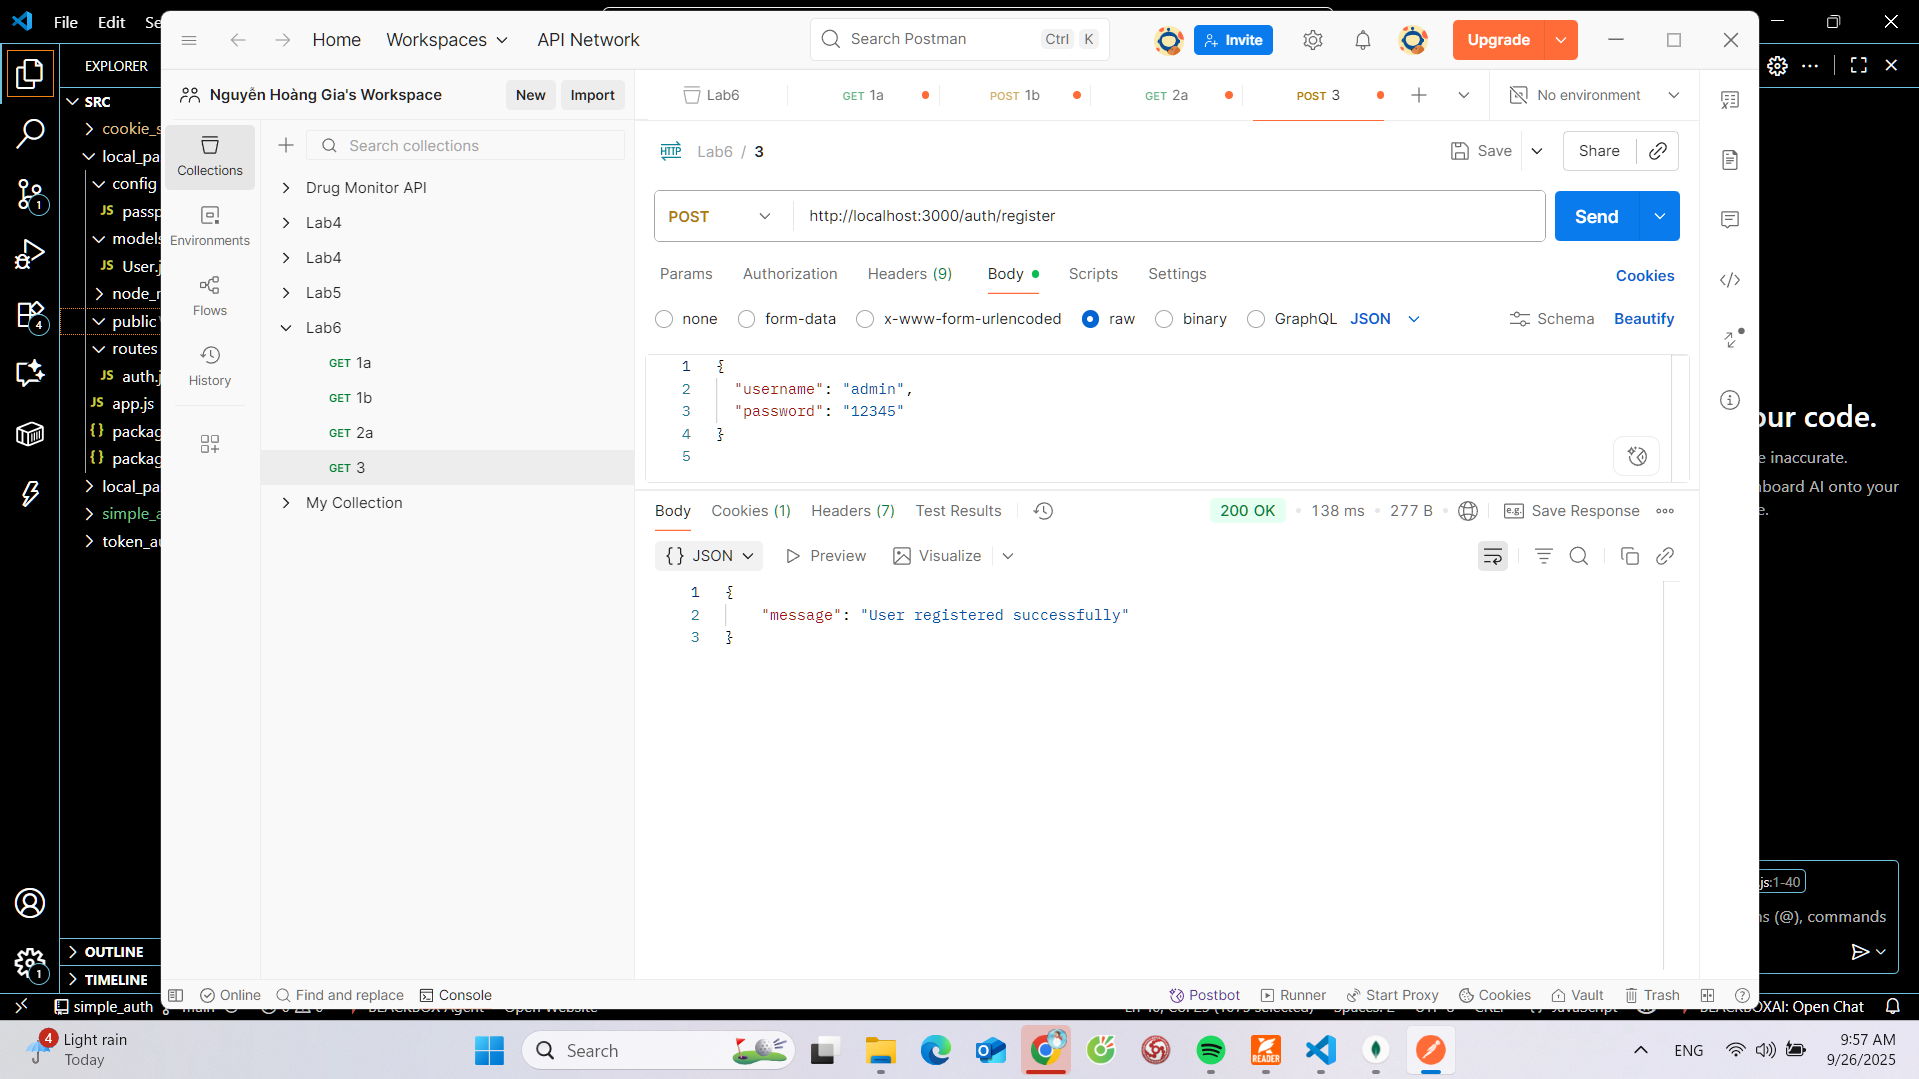 File Edit Se
Home Workspaces API Network Search Postman Ctrl K Invite Upgrade
EXPLORER
SRC
cookie_s
local_pa
config
JS passp
models
JS User.j
node_r
public
routes
JS auth.j
JS app.js
{} packag
{} packag
local_pa
simple_a
token_au
OUTLINE
TIMELINE
1
4
1
Nguyễn Hoàng Gia's Workspace New Import
Collections
Environments
Flows
History
Search collections
Drug Monitor API
Lab4
Lab4
Lab5
Lab6
GET 1a
GET 1b
GET 2a
GET 3
My Collection
Lab6 GET 1a POST 1b GET 2a POST 3 No environment
HTTP Lab6 / 3 Save Share
POST http://localhost:3000/auth/register Send
Params Authorization Headers (9) Body Scripts Settings Cookies
none form-data x-www-form-urlencoded raw binary GraphQL JSON Schema Beautify
1 {
2 "username": "admin",
3 "password": "12345"
4 }
5
Body Cookies (1) Headers (7) Test Results 200 OK 138 ms 277 B e.g. Save Response
{} JSON Preview Visualize
1 {
2 "message": "User registered successfully"
3 }
our code.
e inaccurate.
board AI onto your
e.
js:1-40
s (@), commands
Online Find and replace Console Postbot Runner Start Proxy Cookies Vault Trash
simple_auth OXAI: Open Chat
4 Light rain
Today
Search
READER
ENG
9:57 AM
9/26/2025